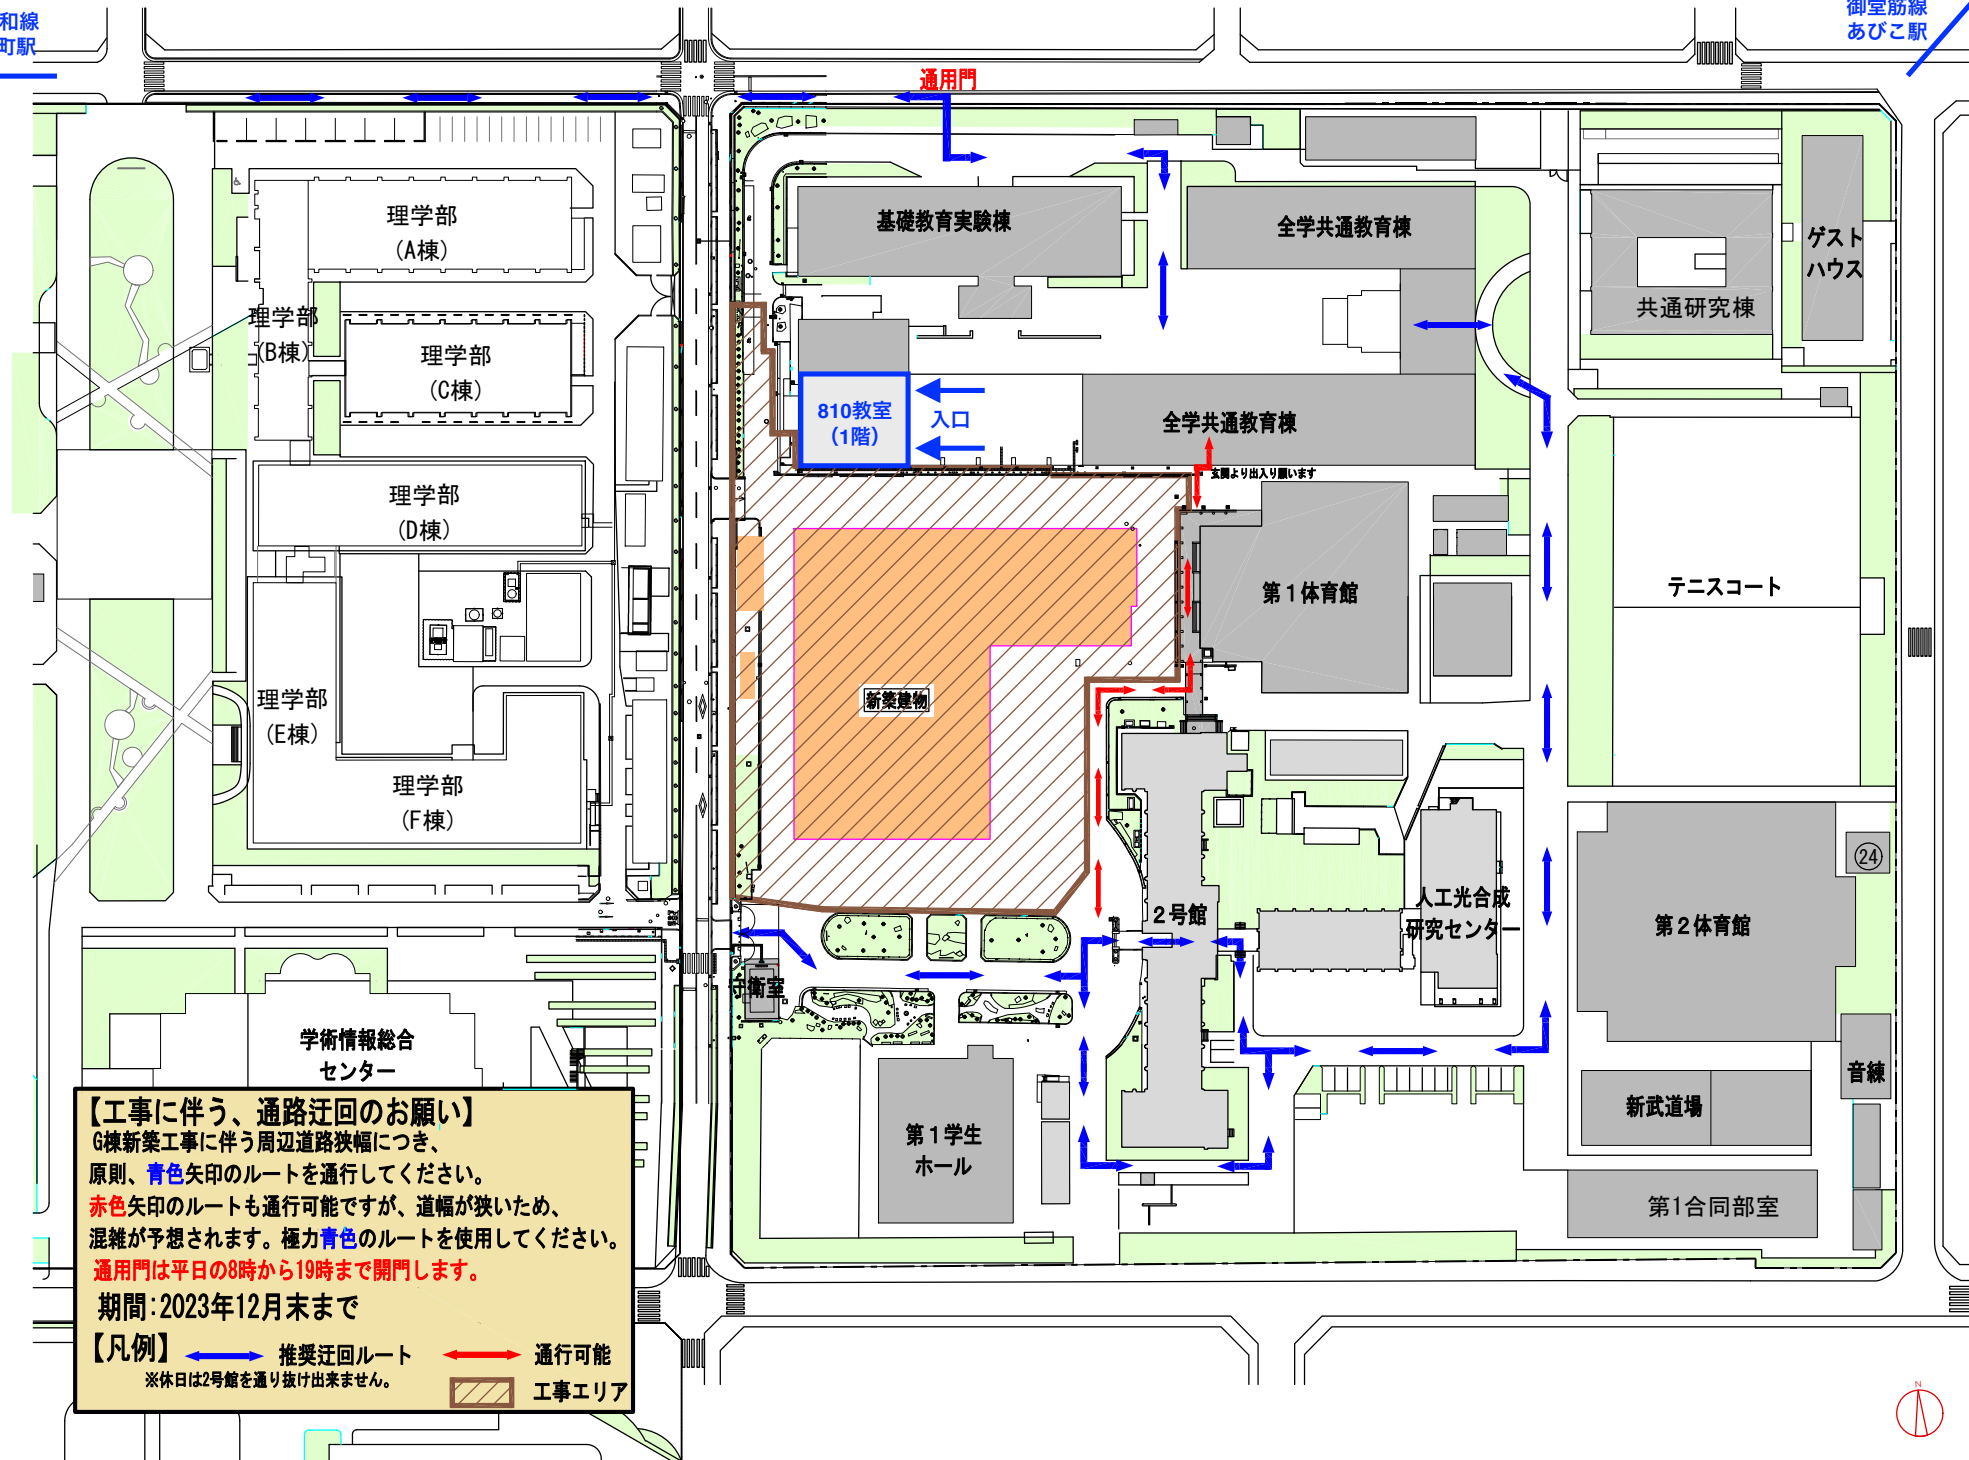 和線
町駅
御堂筋線
あびこ駅
通用門
理学部
(A棟)
基礎教育実験棟
全学共通教育棟
ゲスト
ハウス
共通研究棟
理学部
(B棟)
理学部
(C棟)
810教室
(1階)
入口
全学共通教育棟
玄関より出入り願います
理学部
(D棟)
第1体育館
テニスコート
理学部
(E棟)
新築建物
理学部
(F棟)
24
2号館
人工光合成
研究センター
第2体育館
守衛室
学術情報総合
センター
音練
新武道場
第1学生
ホール
第1合同部室
【工事に伴う、通路迂回のお願い】
G棟新築工事に伴う周辺道路狭幅につき、
原則、青色矢印のルートを通行してください。
赤色矢印のルートも通行可能ですが、道幅が狭いため、
混雑が予想されます。極力青色のルートを使用してください。
通用門は平日の8時から19時まで開門します。
期間:2023年12月末まで
【凡例】
推奨迂回ルート
通行可能
※休日は2号館を通り抜け出来ません。
工事エリア
N